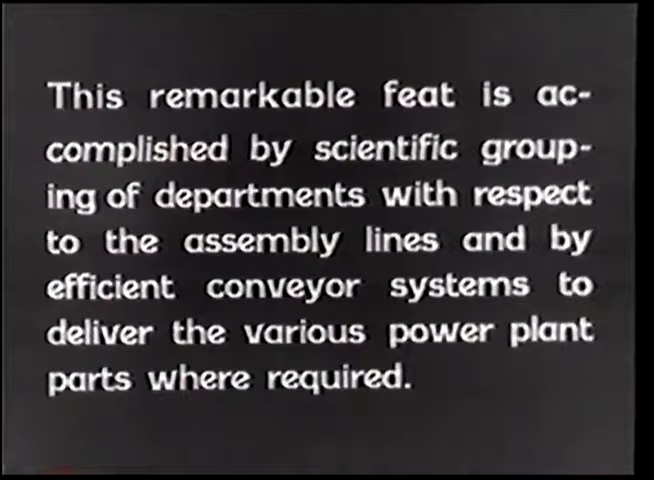 This remarkable feat is ac-
complished by scientific group-
ing of departments with respect
to the assembly lines and by
efficient conveyor systems to
deliver the various power plant
parts where required.